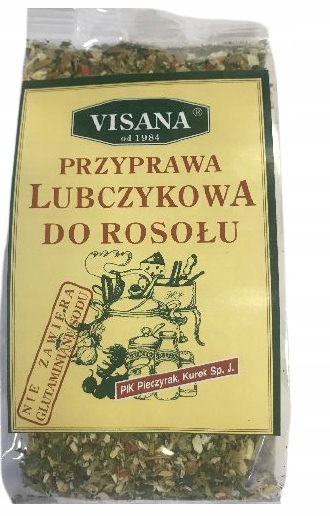 VISANA®
od 1984
PRZYPRAWA
LUBCZYKOWA
DO ROSOŁU
NIE ZAWIERA
GLUTAMINIANU SODU
PiK Pieczyrak, Kurek Sp. J.